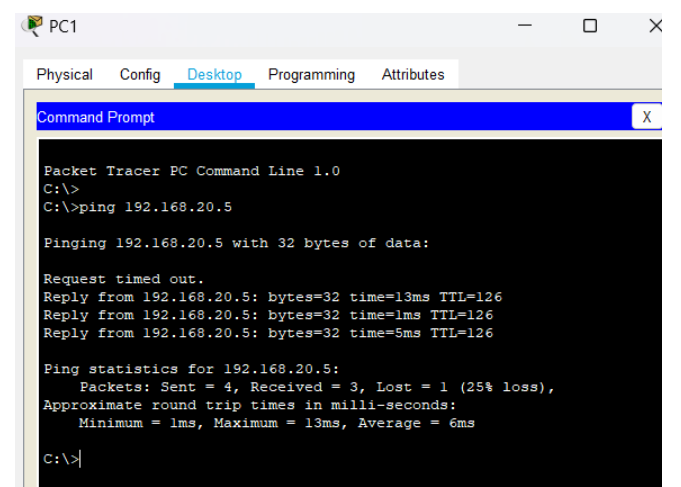 PC1
Physical Config Desktop Programming Attributes
Command Prompt
X
Packet Tracer PC Command Line 1.0
C:\>
C:\>ping 192.168.20.5
Pinging 192.168.20.5 with 32 bytes of data:
Request timed out.
Reply from 192.168.20.5: bytes=32 time=13ms TTL=126
Reply from 192.168.20.5: bytes=32 time=1ms TTL=126
Reply from 192.168.20.5: bytes=32 time=5ms TTL=126
Ping statistics for 192.168.20.5:
Packets: Sent = 4, Received = 3, Lost = 1 (25% loss),
Approximate round trip times in milli-seconds:
Minimum = 1ms, Maximum = 13ms, Average = 6ms
C:\>